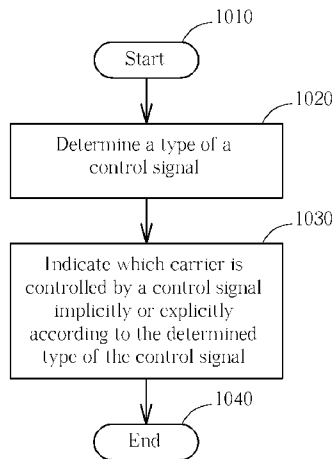 1010
Start
1020
Determine a type of a
control signal
1030
Indicate which carrier is
controlled by a control signal
implicitly or explicitly
according to the determined
type of the control signal
1040
End